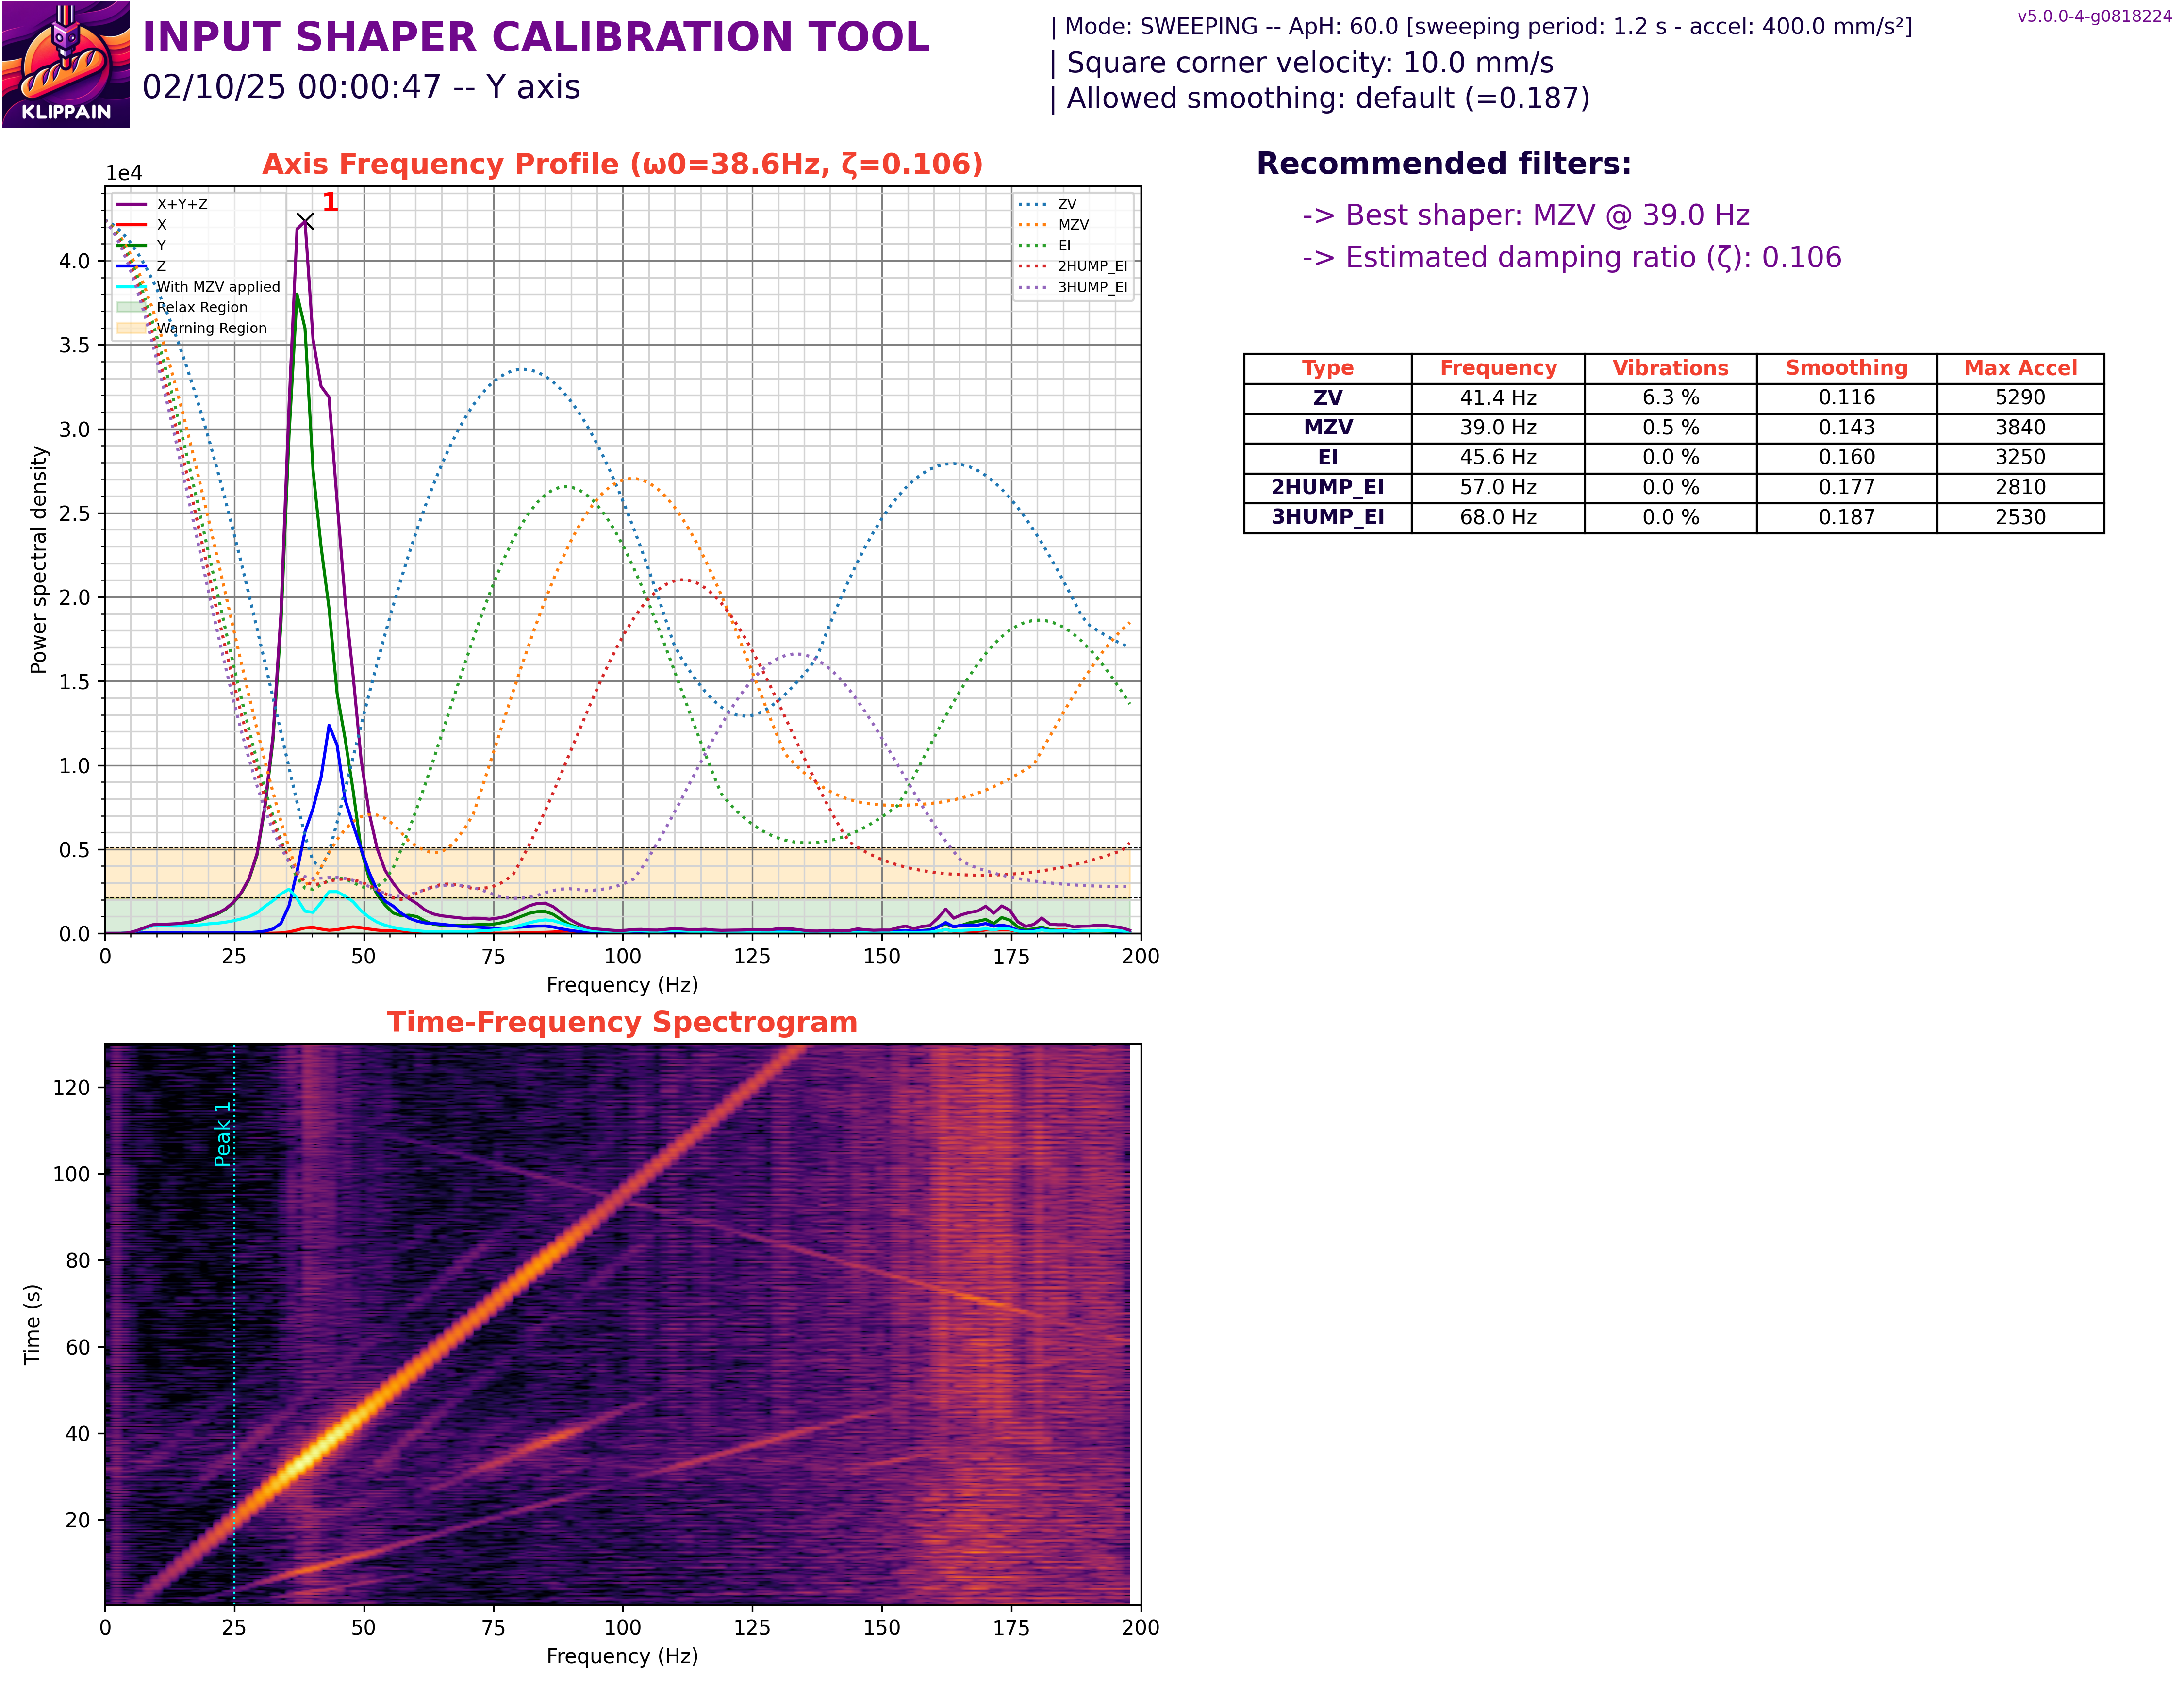 KLIPPAIN
INPUT SHAPER CALIBRATION TOOL
02/10/25 00:00:47 -- Y axis
| Mode: SWEEPING -- ApH: 60.0 [sweeping period: 1.2 s - accel: 400.0 mm/s²]
| Square corner velocity: 10.0 mm/s
| Allowed smoothing: default (=0.187)
v5.0.0-4-g0818224
Axis Frequency Profile (ω0=38.6Hz, ζ=0.106)
1e4
1
X+Y+Z
X
Y
Z
With MZV applied
Relax Region
Warning Region
ZV
MZV
EI
2HUMP_EI
3HUMP_EI
Power spectral density
4.0
3.5
3.0
2.5
2.0
1.5
1.0
0.5
0.0
0 25 50 75 100 125 150 175 200
Frequency (Hz)
Recommended filters:
-> Best shaper: MZV @ 39.0 Hz
-> Estimated damping ratio (ζ): 0.106
Type Frequency Vibrations Smoothing Max Accel
ZV 41.4 Hz 6.3 % 0.116 5290
MZV 39.0 Hz 0.5 % 0.143 3840
EI 45.6 Hz 0.0 % 0.160 3250
2HUMP_EI 57.0 Hz 0.0 % 0.177 2810
3HUMP_EI 68.0 Hz 0.0 % 0.187 2530
Time-Frequency Spectrogram
Peak 1
Time (s)
120
100
80
60
40
20
0 25 50 75 100 125 150 175 200
Frequency (Hz)